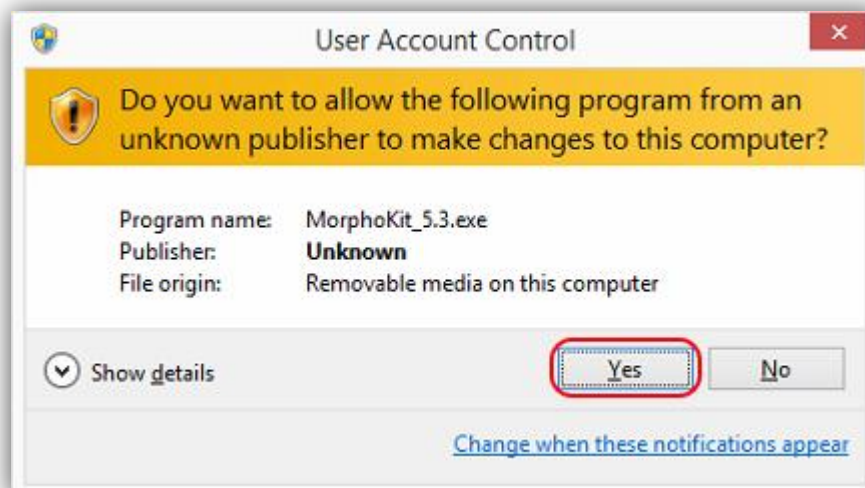 User Account Control
Do you want to allow the following program from an
unknown publisher to make changes to this computer?
Program name: MorphoKit_5.3.exe
Publisher: Unknown
File origin: Removable media on this computer
Show details
Yes
No
Change when these notifications appear